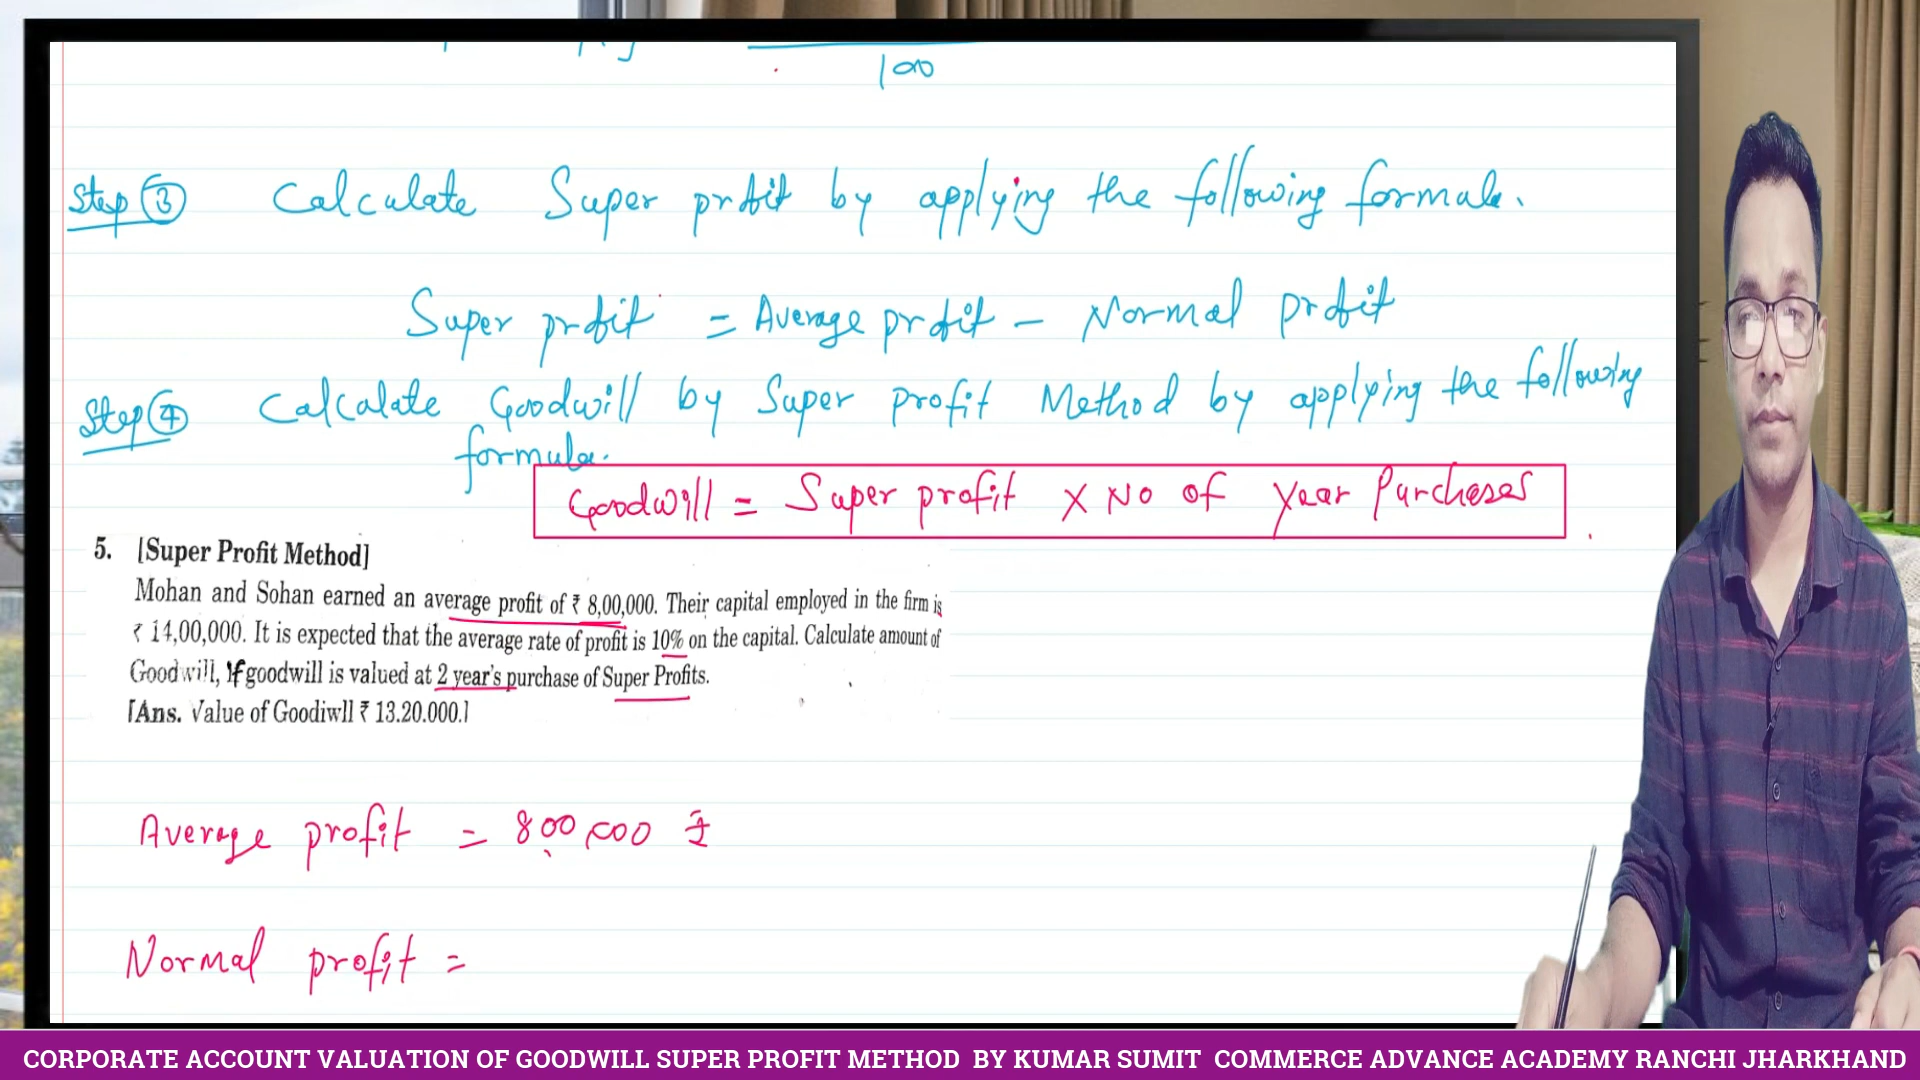 100
Step 3 Calculate Super profit by applying the following formula.
Super profit = Average profit - Normal profit
Step 4 Calcalate Goodwill by Super profit Method by applying the following
formula.
Goodwill = Super profit X No of Year Purchases
5. [Super Profit Method]
Mohan and Sohan earned an average profit of ₹ 8,00,000. Their capital employed in the firm is
₹ 14,00,000. It is expected that the average rate of profit is 10% on the capital. Calculate amount of
Goodwill, If goodwill is valued at 2 year's purchase of Super Profits.
[Ans. Value of Goodiwll ₹ 13.20.000.]
Average profit = 800,000 ₹
Normal profit =
CORPORATE ACCOUNT VALUATION OF GOODWILL SUPER PROFIT METHOD BY KUMAR SUMIT COMMERCE ADVANCE ACADEMY RANCHI JHARKHAND